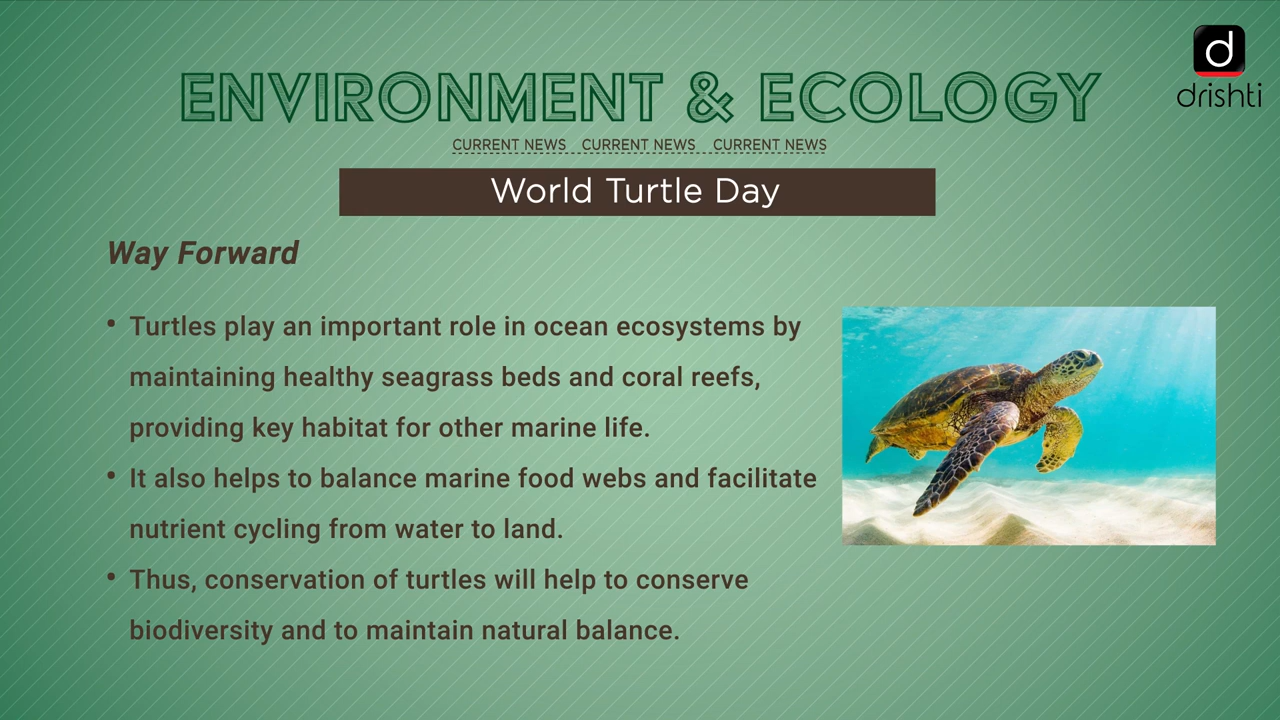 d
drishti
ENVIRONMENT & ECOLOGY
CURRENT NEWS CURRENT NEWS CURRENT NEWS
World Turtle Day
Way Forward
• Turtles play an important role in ocean ecosystems by
maintaining healthy seagrass beds and coral reefs,
providing key habitat for other marine life.
• It also helps to balance marine food webs and facilitate
nutrient cycling from water to land.
• Thus, conservation of turtles will help to conserve
biodiversity and to maintain natural balance.